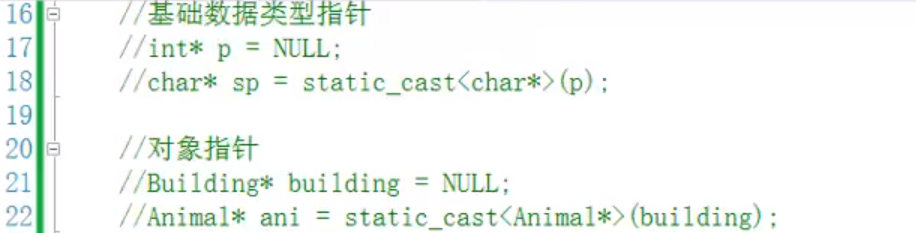 16 //基础数据类型指针
17 //int* p = NULL;
18 //char* sp = static_cast<char*>(p);
19
20 //对象指针
21 //Building* building = NULL;
22 //Animal* ani = static_cast<Animal*>(building);